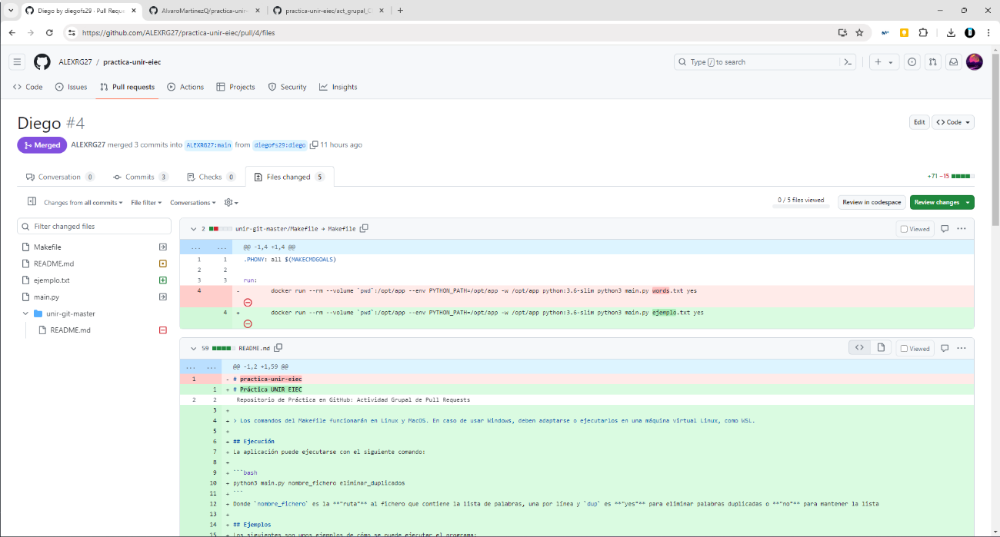 Diego by diegofs29 · Pull Reque
AlvaroMartinezQ/practica-unir-
practica-unir-eiec/act_grupal_C
https://github.com/ALEXRG27/practica-unir-eiec/pull/4/files
ALEXRG27 / practica-unir-eiec
Type / to search
Code Issues Pull requests Actions Projects Security Insights
Diego #4
Edit
<> Code
Merged ALEXRG27 merged 3 commits into ALEXRG27:main from diegofs29:diego 11 hours ago
Conversation 0 Commits 3 Checks 0 Files changed 5
+71 −15
Changes from all commits File filter Conversations
0 / 5 files viewed
Review in codespace
Review changes
Filter changed files
Makefile
README.md
ejemplo.txt
main.py
unir-git-master
README.md
2 unir-git-master/Makefile → Makefile
Viewed
... ... @@ -1,4 +1,4 @@
1 1 .PHONY: all $(MAKECMDGOALS)
2 2
3 3 run:
4 - docker run --rm --volume `pwd`:/opt/app --env PYTHON_PATH=/opt/app -w /opt/app python:3.6-slim python3 main.py words.txt yes
4 + docker run --rm --volume `pwd`:/opt/app --env PYTHON_PATH=/opt/app -w /opt/app python:3.6-slim python3 main.py ejemplo.txt yes
59 README.md
Viewed
... ... @@ -1,2 +1,59 @@
1 - # practica-unir-eiec
1 + # Práctica UNIR EIEC
2 2 Repositorio de Práctica en GitHub: Actividad Grupal de Pull Requests
3 +
4 + > Los comandos del Makefile funcionarán en Linux y MacOS. En caso de usar Windows, deben adaptarse o ejecutarlos en una máquina virtual Linux, como WSL.
5 +
6 + ## Ejecución
7 + La aplicación puede ejecutarse con el siguiente comando:
8 +
9 + ```bash
10 + python3 main.py nombre_fichero eliminar_duplicados
11 + ```
12 + Donde `nombre_fichero` es la **"ruta"** al fichero que contiene la lista de palabras, una por línea y `dup` es **"yes"** para eliminar palabras duplicadas o **"no"** para mantener la lista
13 +
14 + ## Ejemplos
15 + Los siguientes son unos ejemplos de cómo se puede ejecutar el programa: